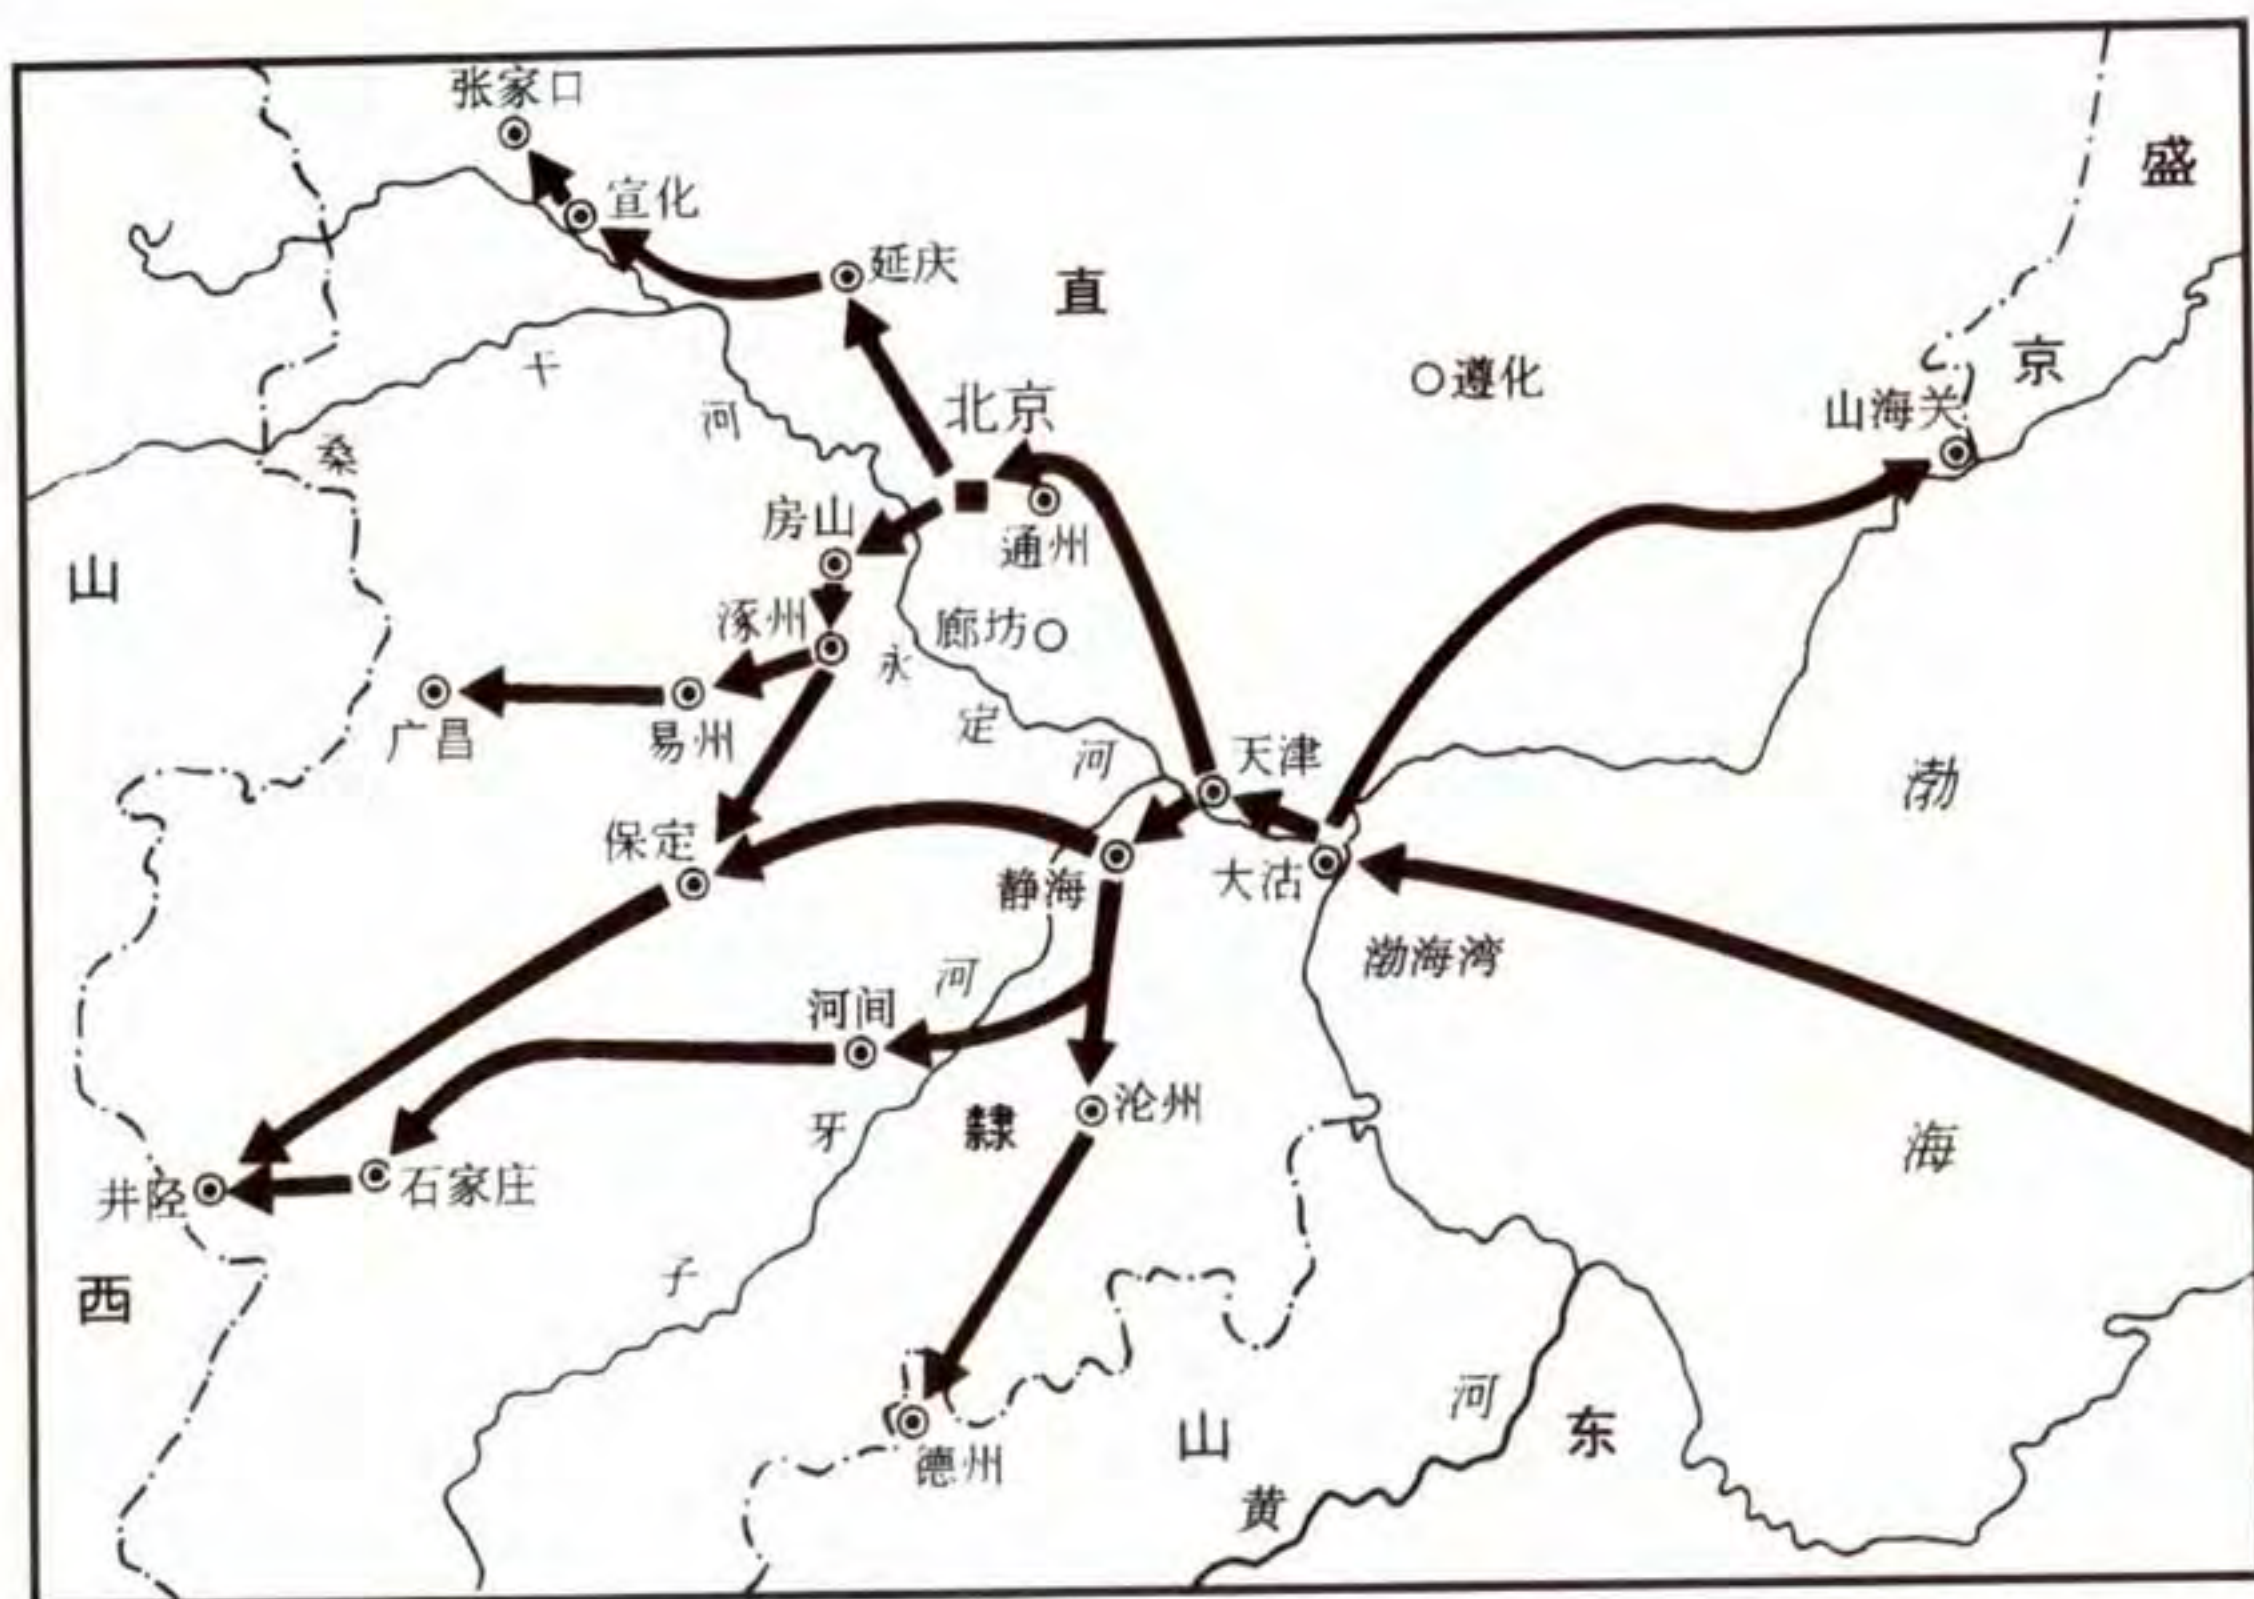 张家口
盛
宣化
延庆
直
干
京
遵化
北京
山海关
河
桑
房山
通州
山
涿州
廊坊
永
广昌
易州
定
河
天津
渤
保定
静海
大沽
渤海湾
河
河间
沧州
牙
隸
海
井陉
石家庄
西
子
河
东
山
德州
黄